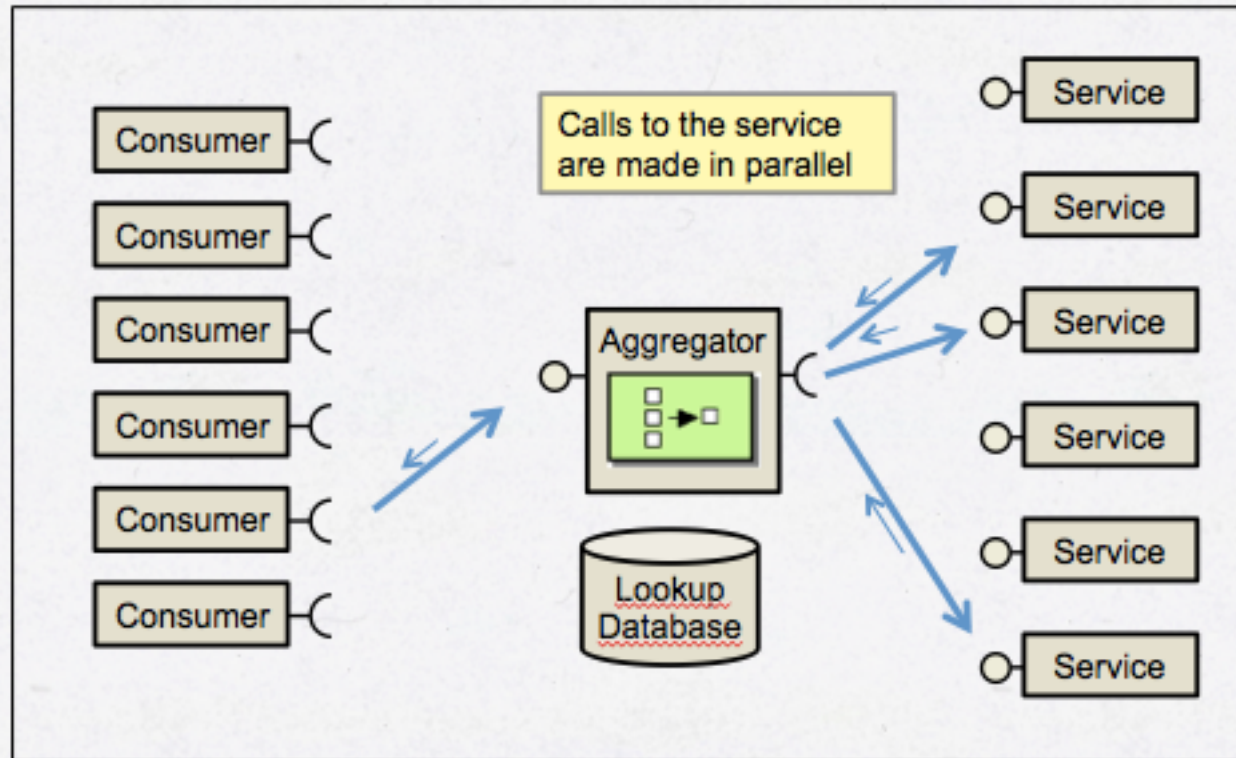 Consumer
Consumer
Consumer
Consumer
Consumer
Consumer
Calls to the service
are made in parallel
Aggregator
Lookup
Database
Service
Service
Service
Service
Service
Service